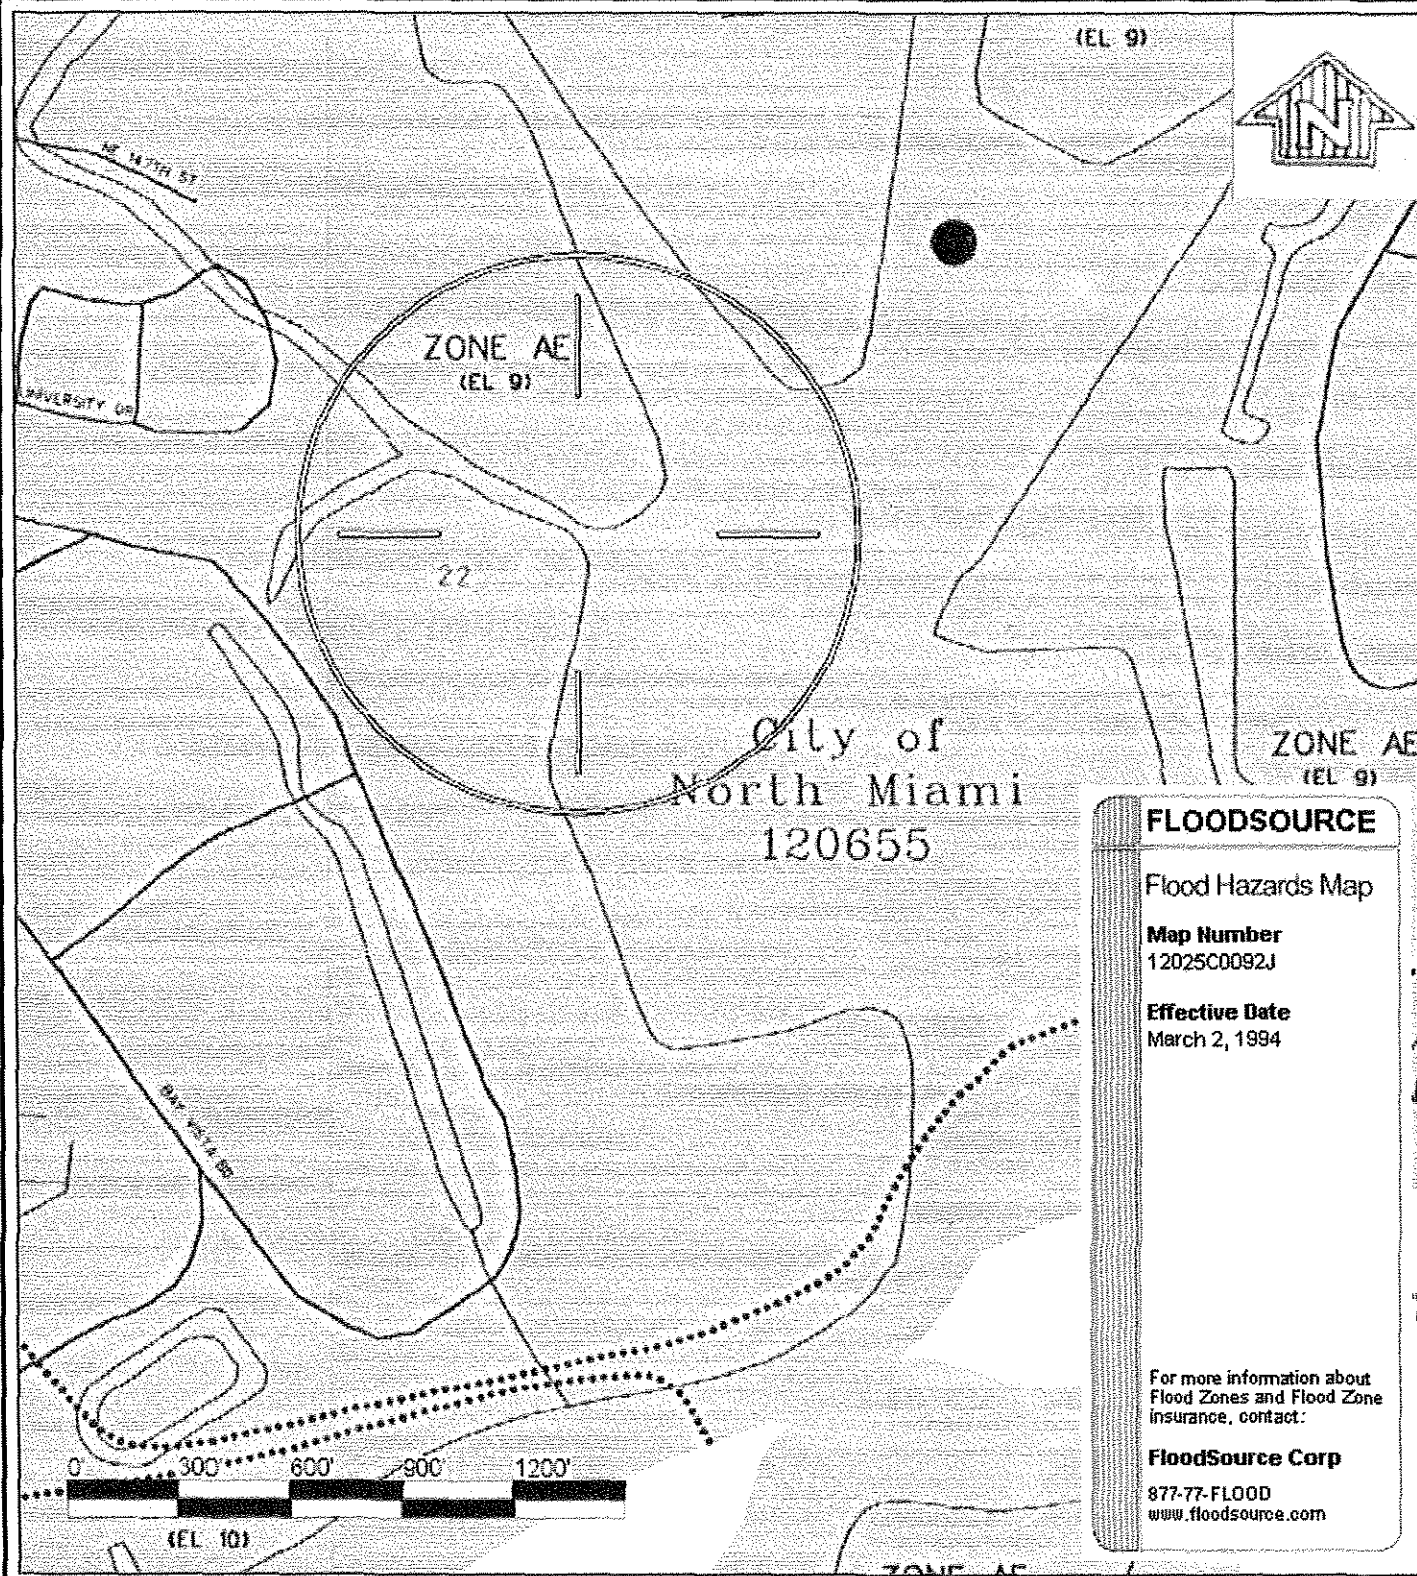 (EL 9)
N
NE 147TH ST
ZONE AE
(EL 9)
UNIVERSITY DR
22
City of
North Miami
120655
ZONE AE
(EL 9)
BAY VISTA BD
0 300' 600' 900' 1200'
(EL 10)
ZONE AE
FLOODSOURCE
Flood Hazards Map
Map Number
12025C0092J
Effective Date
March 2, 1994
For more information about
Flood Zones and Flood Zone
Insurance, contact:
FloodSource Corp
877-77-FLOOD
www.floodsource.com